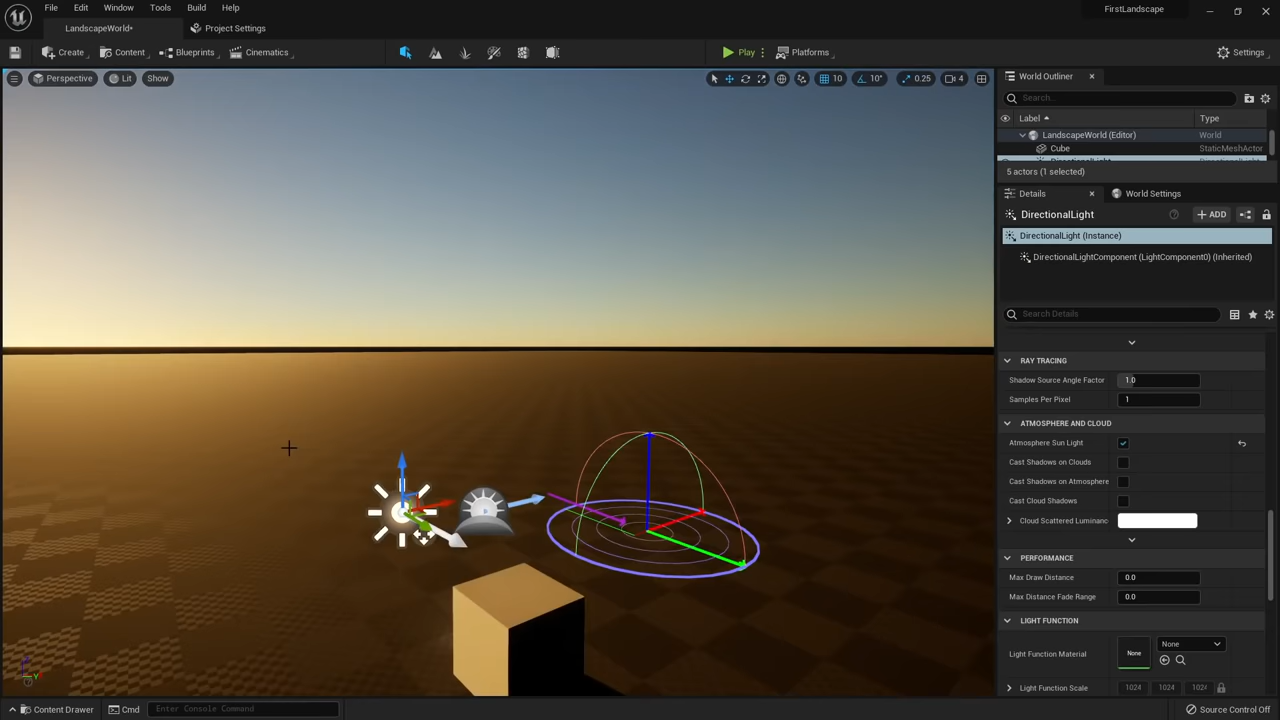 File Edit Window Tools Build Help
FirstLandscape
LandscapeWorld•
Project Settings
Create Content Blueprints Cinematics Play Platforms Settings
Perspective Lit Show 10 10° 0.25 4
World Outliner
Search...
Label Type
LandscapeWorld (Editor) World
Cube StaticMeshActor
DirectionalLight DirectionalLight
5 actors (1 selected)
Details World Settings
DirectionalLight + ADD
DirectionalLight (Instance)
DirectionalLightComponent (LightComponent0) (Inherited)
Search Details
RAY TRACING
Shadow Source Angle Factor 1.0
Samples Per Pixel 1
ATMOSPHERE AND CLOUD
Atmosphere Sun Light
Cast Shadows on Clouds
Cast Shadows on Atmosphere
Cast Cloud Shadows
Cloud Scattered Luminanc
PERFORMANCE
Max Draw Distance 0.0
Max Distance Fade Range 0.0
LIGHT FUNCTION
Light Function Material None None
Light Function Scale 1024 1024 1024
Content Drawer Cmd Enter Console Command Source Control Off